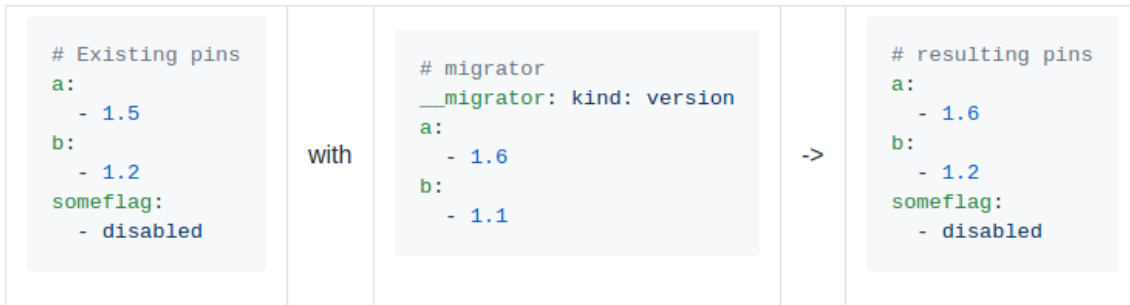 # Existing pins
a:
  - 1.5
b:
  - 1.2
someflag:
  - disabled
with
# migrator
__migrator: kind: version
a:
  - 1.6
b:
  - 1.1
->
# resulting pins
a:
  - 1.6
b:
  - 1.2
someflag:
  - disabled